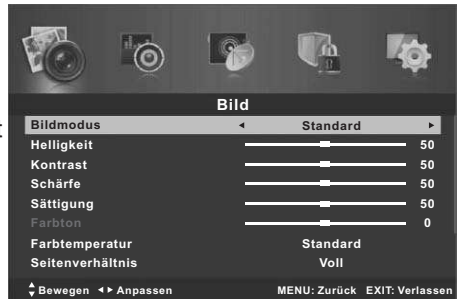 Bild
Bildmodus Standard
Helligkeit 50
Kontrast 50
Schärfe 50
Sättigung 50
Farbton 0
Farbtemperatur Standard
Seitenverhältnis Voll
Bewegen Anpassen MENU: Zurück EXIT: Verlassen